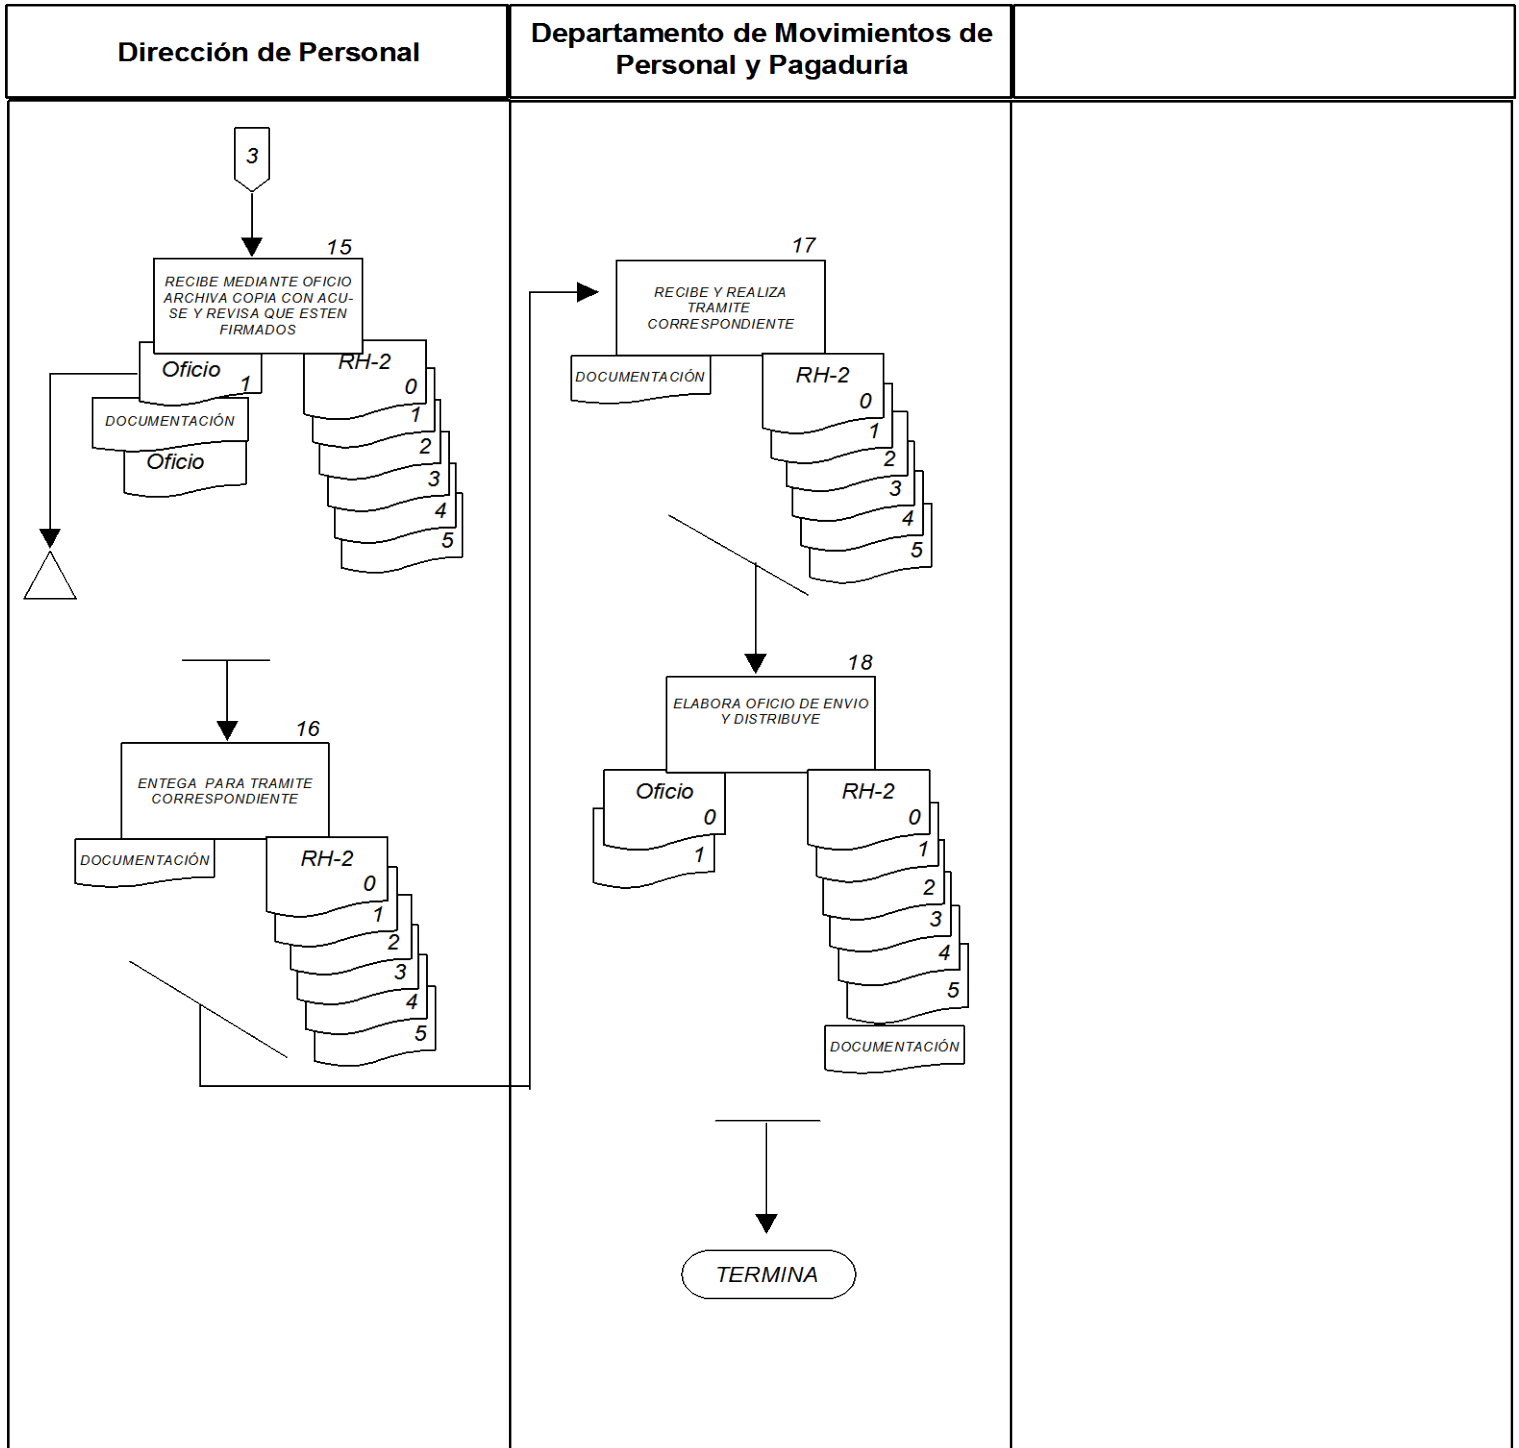 Dirección de Personal
Departamento de Movimientos de
Personal y Pagaduría
3
15
RECIBE MEDIANTE OFICIO
ARCHIVA COPIA CON ACU-
SE Y REVISA QUE ESTEN
FIRMADOS
Oficio
1
DOCUMENTACIÓN
Oficio
RH-2
0
1
2
3
4
5
16
ENTEGA PARA TRAMITE
CORRESPONDIENTE
DOCUMENTACIÓN
RH-2
0
1
2
3
4
5
17
RECIBE Y REALIZA
TRAMITE
CORRESPONDIENTE
DOCUMENTACIÓN
RH-2
0
1
2
3
4
5
18
ELABORA OFICIO DE ENVIO
Y DISTRIBUYE
Oficio
0
1
RH-2
0
1
2
3
4
5
DOCUMENTACIÓN
TERMINA